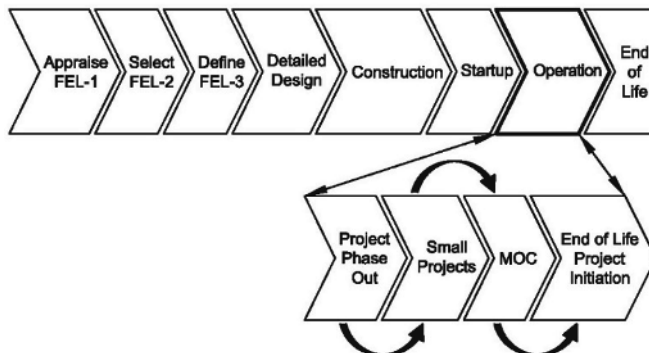 Appraise
FEL-1
Select
FEL-2
Define
FEL-3
Detailed
Design
Construction
Startup
Operation
End
of
Life
Project
Phase
Out
Small
Projects
MOC
End of Life
Project
Initiation